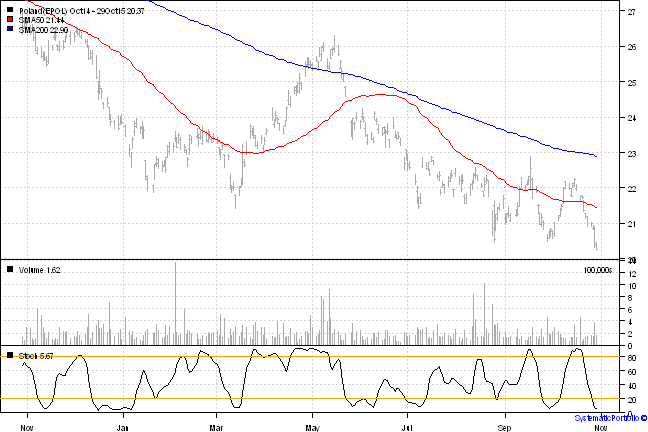 Poland(EPOL) Oct14 - 29Oct15 20.37
SMA50 21.44
SMA200 22.90
27
26
25
24
23
22
21
20
Volume 1.62
100,000s
14
12
10
8
6
4
2
0
Stoch 5.67
80
60
40
20
0
Nov
Jan
Mar
May
Jul
Sep
Nov
SystematicPortfolio ©